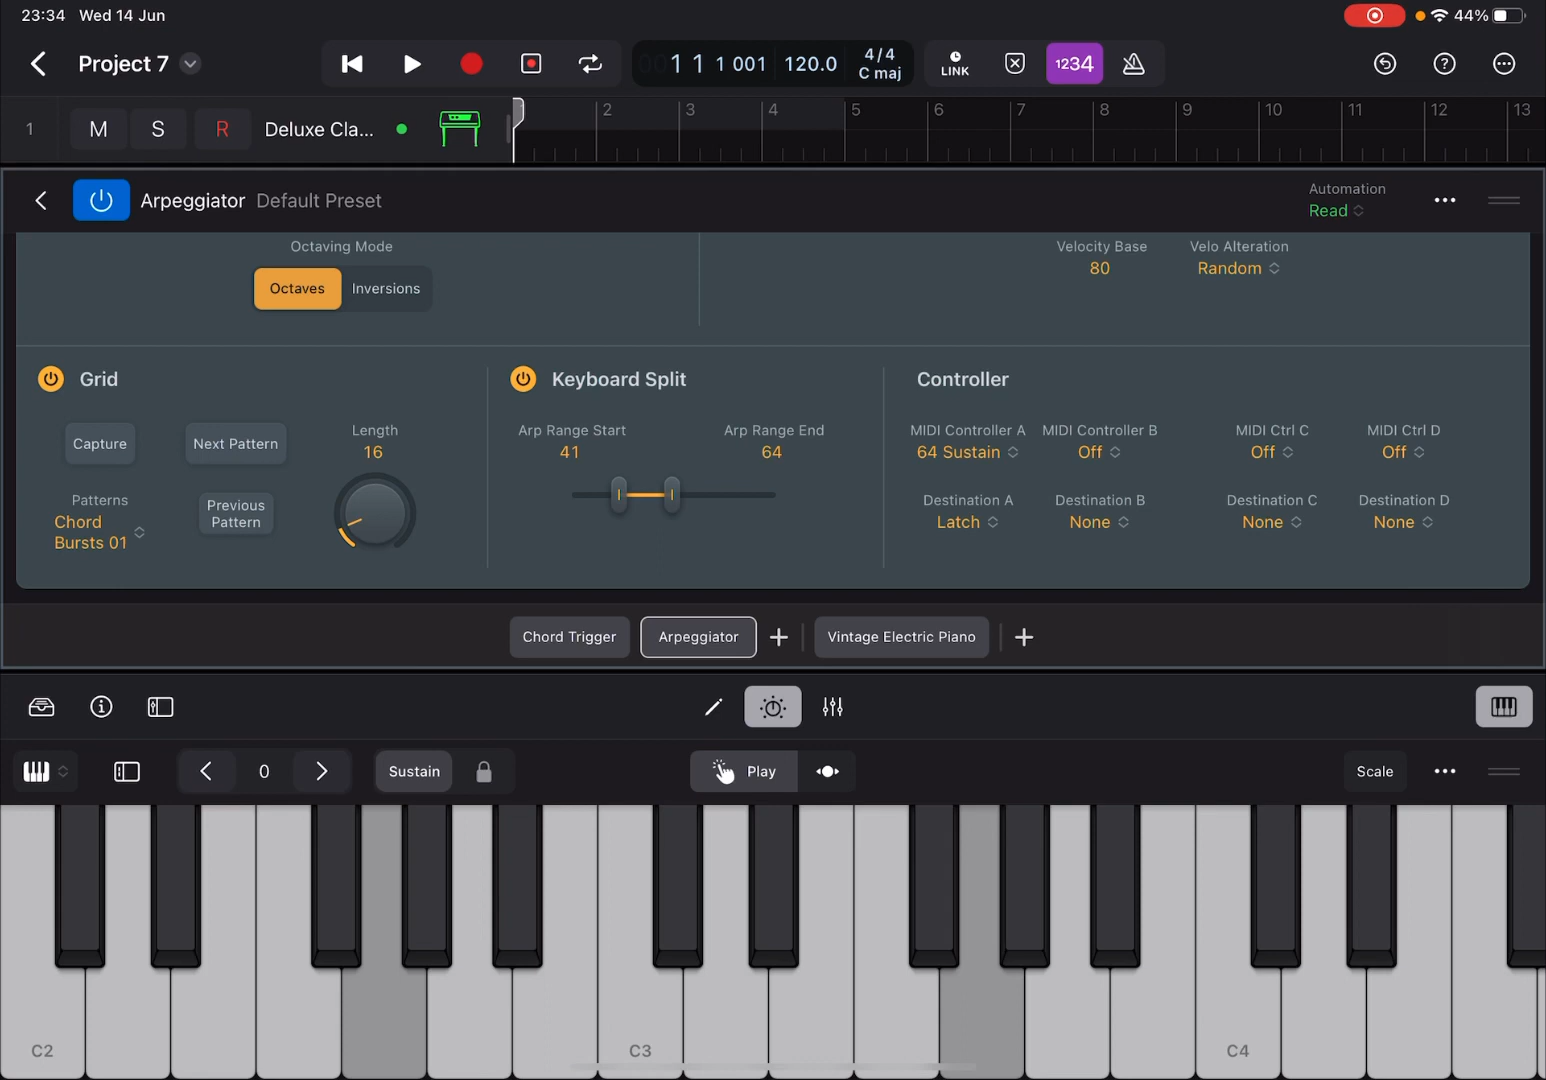 23:34 Wed 14 Jun
44%
Project 7
001 1 1 001
120.0
4/4
C maj
LINK
1234
1
M
S
R
Deluxe Cla...
2
3
4
5
6
7
8
9
10
11
12
13
Arpeggiator Default Preset
Automation
Read
Octaving Mode
Octaves
Inversions
Velocity Base
80
Velo Alteration
Random
Grid
Capture
Next Pattern
Length
16
Patterns
Chord
Bursts 01
Previous
Pattern
Keyboard Split
Arp Range Start
41
Arp Range End
64
Controller
MIDI Controller A
64 Sustain
MIDI Controller B
Off
MIDI Ctrl C
Off
MIDI Ctrl D
Off
Destination A
Latch
Destination B
None
Destination C
None
Destination D
None
Chord Trigger
Arpeggiator
Vintage Electric Piano
0
Sustain
Play
Scale
C2
C3
C4